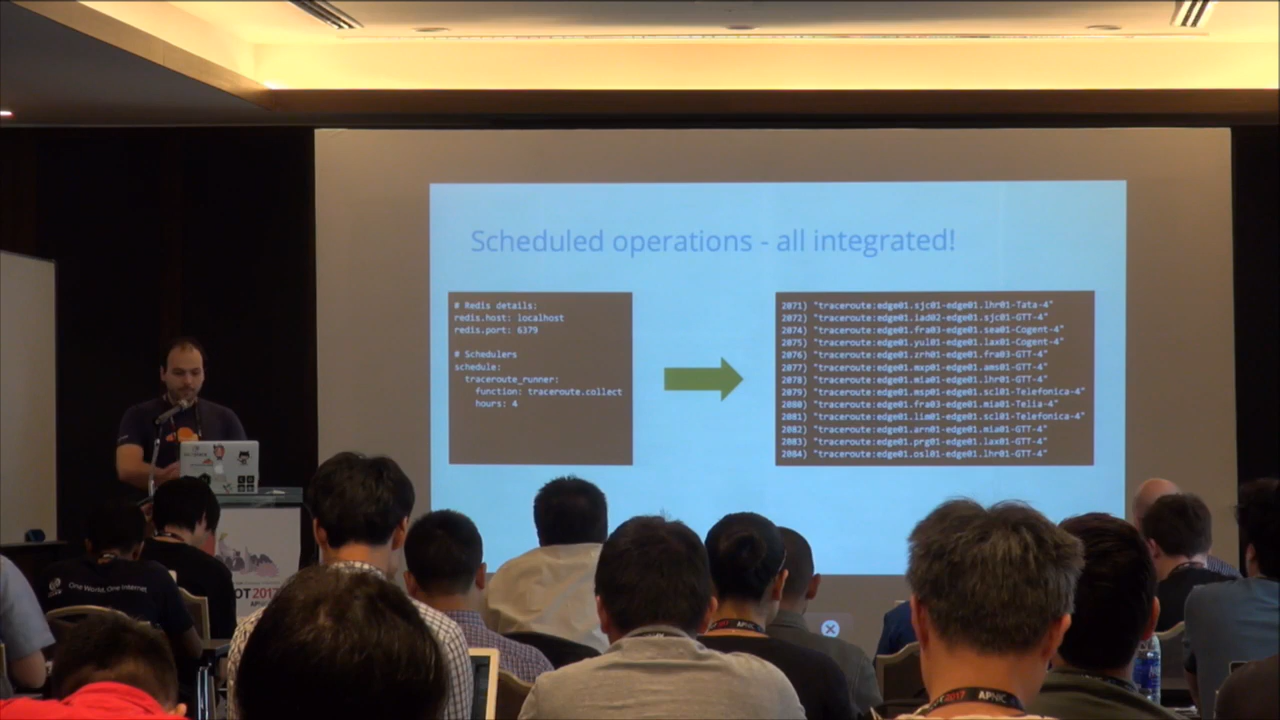 Scheduled operations - all integrated!
# Redis details:
redis.host: localhost
redis.port: 6379
# Schedulers
schedule:
traceroute_runner:
function: traceroute.collect
hours: 4
2071) "traceroute:edge01.sjc01-edge01.lhr01-Tata-4"
2072) "traceroute:edge01.iad02-edge01.sjc01-GTT-4"
2074) "traceroute:edge01.fra03-edge01.sea01-Cogent-4"
2075) "traceroute:edge01.yul01-edge01.lax01-Cogent-4"
2076) "traceroute:edge01.zrh01-edge01.fra03-GTT-4"
2077) "traceroute:edge01.mxp01-edge01.ams01-GTT-4"
2078) "traceroute:edge01.mia01-edge01.lhr01-GTT-4"
2079) "traceroute:edge01.msp01-edge01.scl01-Telefonica-4"
2080) "traceroute:edge01.fra03-edge01.mia01-Telia-4"
2081) "traceroute:edge01.lim01-edge01.scl01-Telefonica-4"
2082) "traceroute:edge01.arn01-edge01.mia01-GTT-4"
2083) "traceroute:edge01.prg01-edge01.lax01-GTT-4"
2084) "traceroute:edge01.osl01-edge01.lhr01-GTT-4"
One World, One Internet
OT 2017
APNIC
2017 APNIC